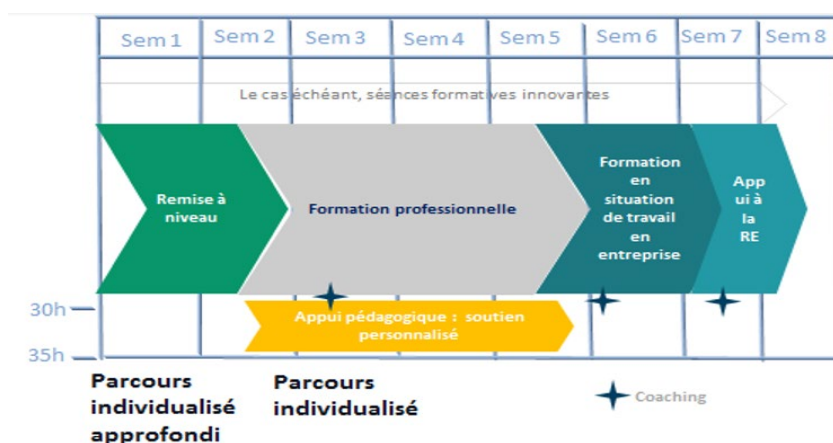 Sem 1 Sem 2 Sem 3 Sem 4 Sem 5 Sem 6 Sem 7 Sem 8
Le cas échéant, séances formatives innovantes
Remise à
niveau
Formation professionnelle
Formation
en
situation
de travail
en
entreprise
App
ui à
la
RE
30h
35h
Appui pédagogique : soutien
personnalisé
Parcours
individualisé
approfondi
Parcours
individualisé
Coaching